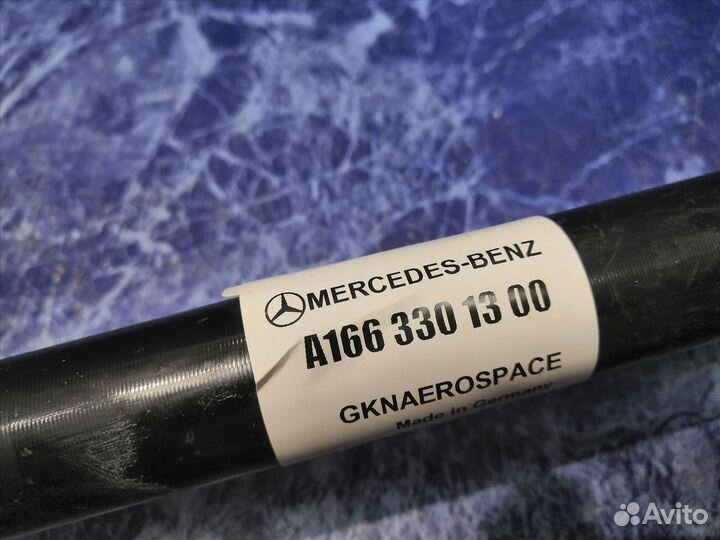 MERCEDES-BENZ
A166 330 13 00
GKNAEROSPACE
Made in Germany
Avito